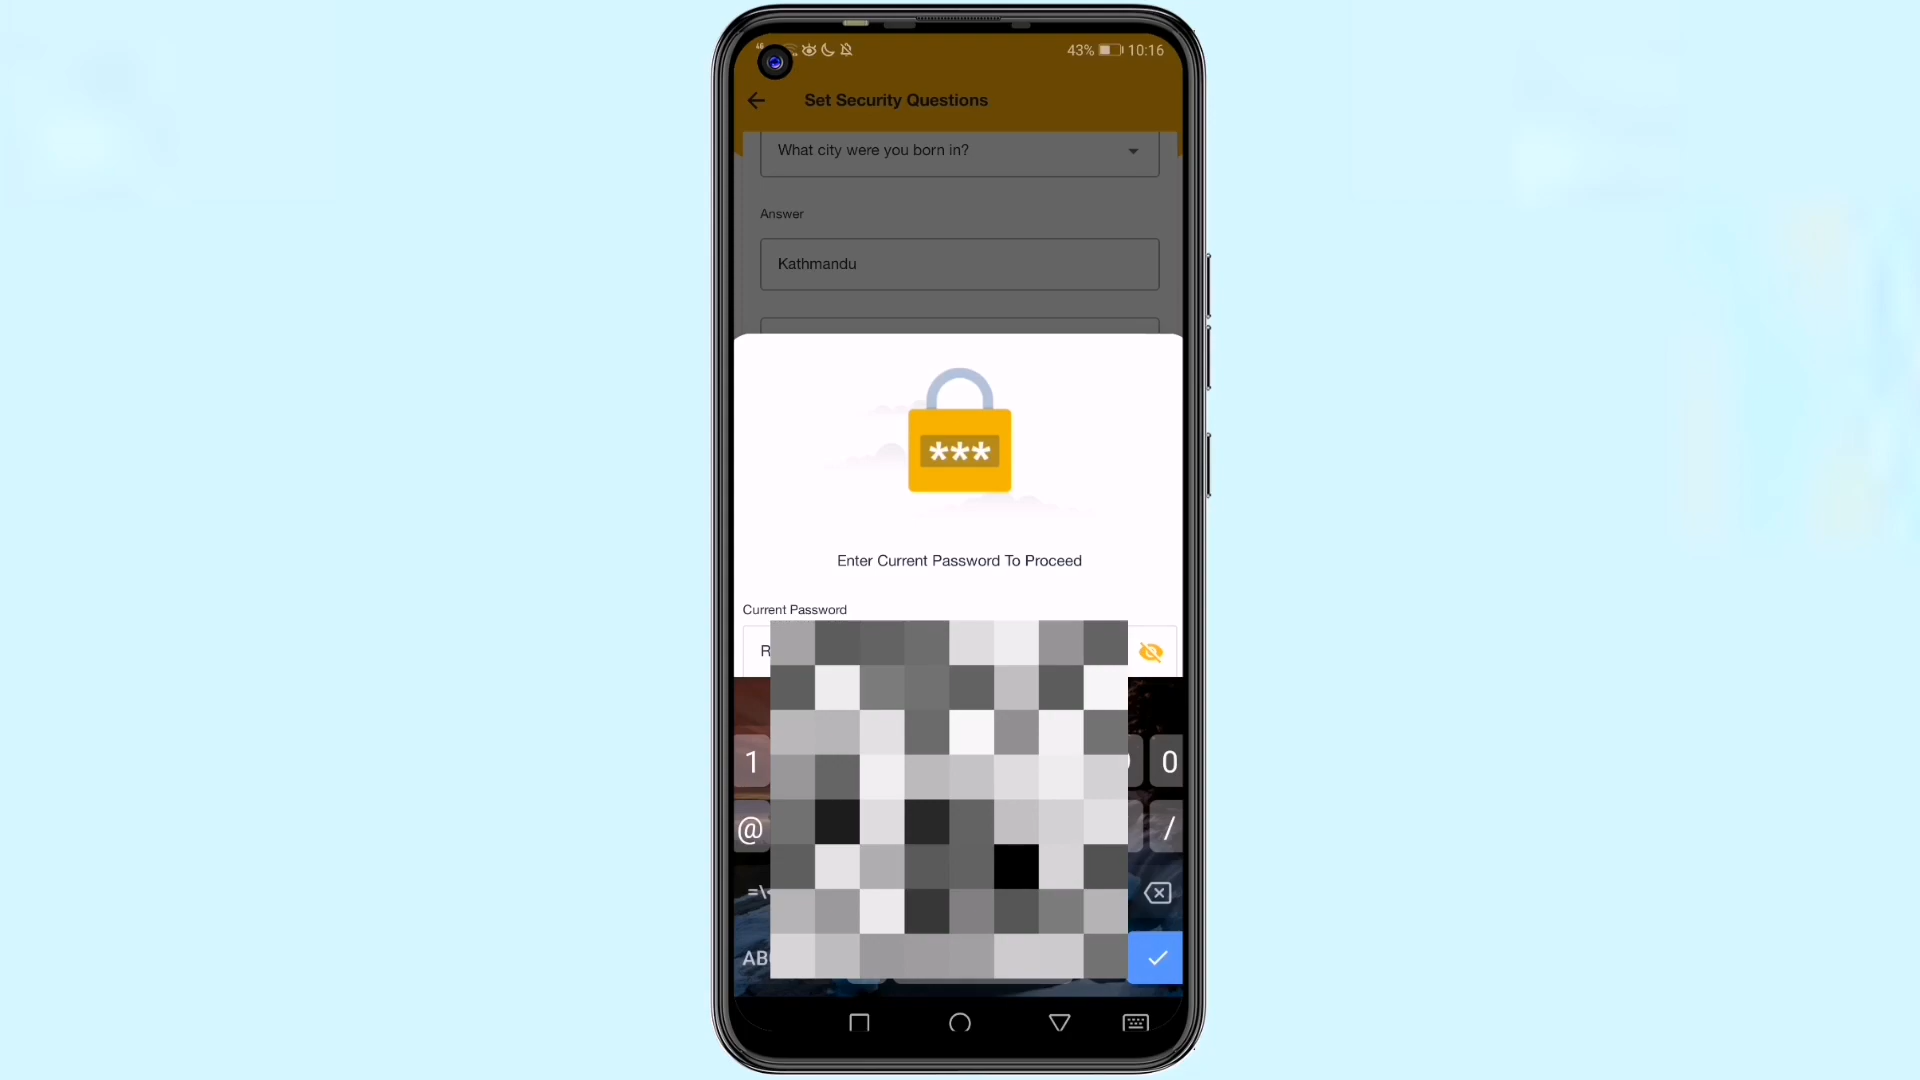 43% 10:16
Set Security Questions
What city were you born in?
Answer
Kathmandu
***
Enter Current Password To Proceed
Current Password
R
1 0
@ /
=\<
AB